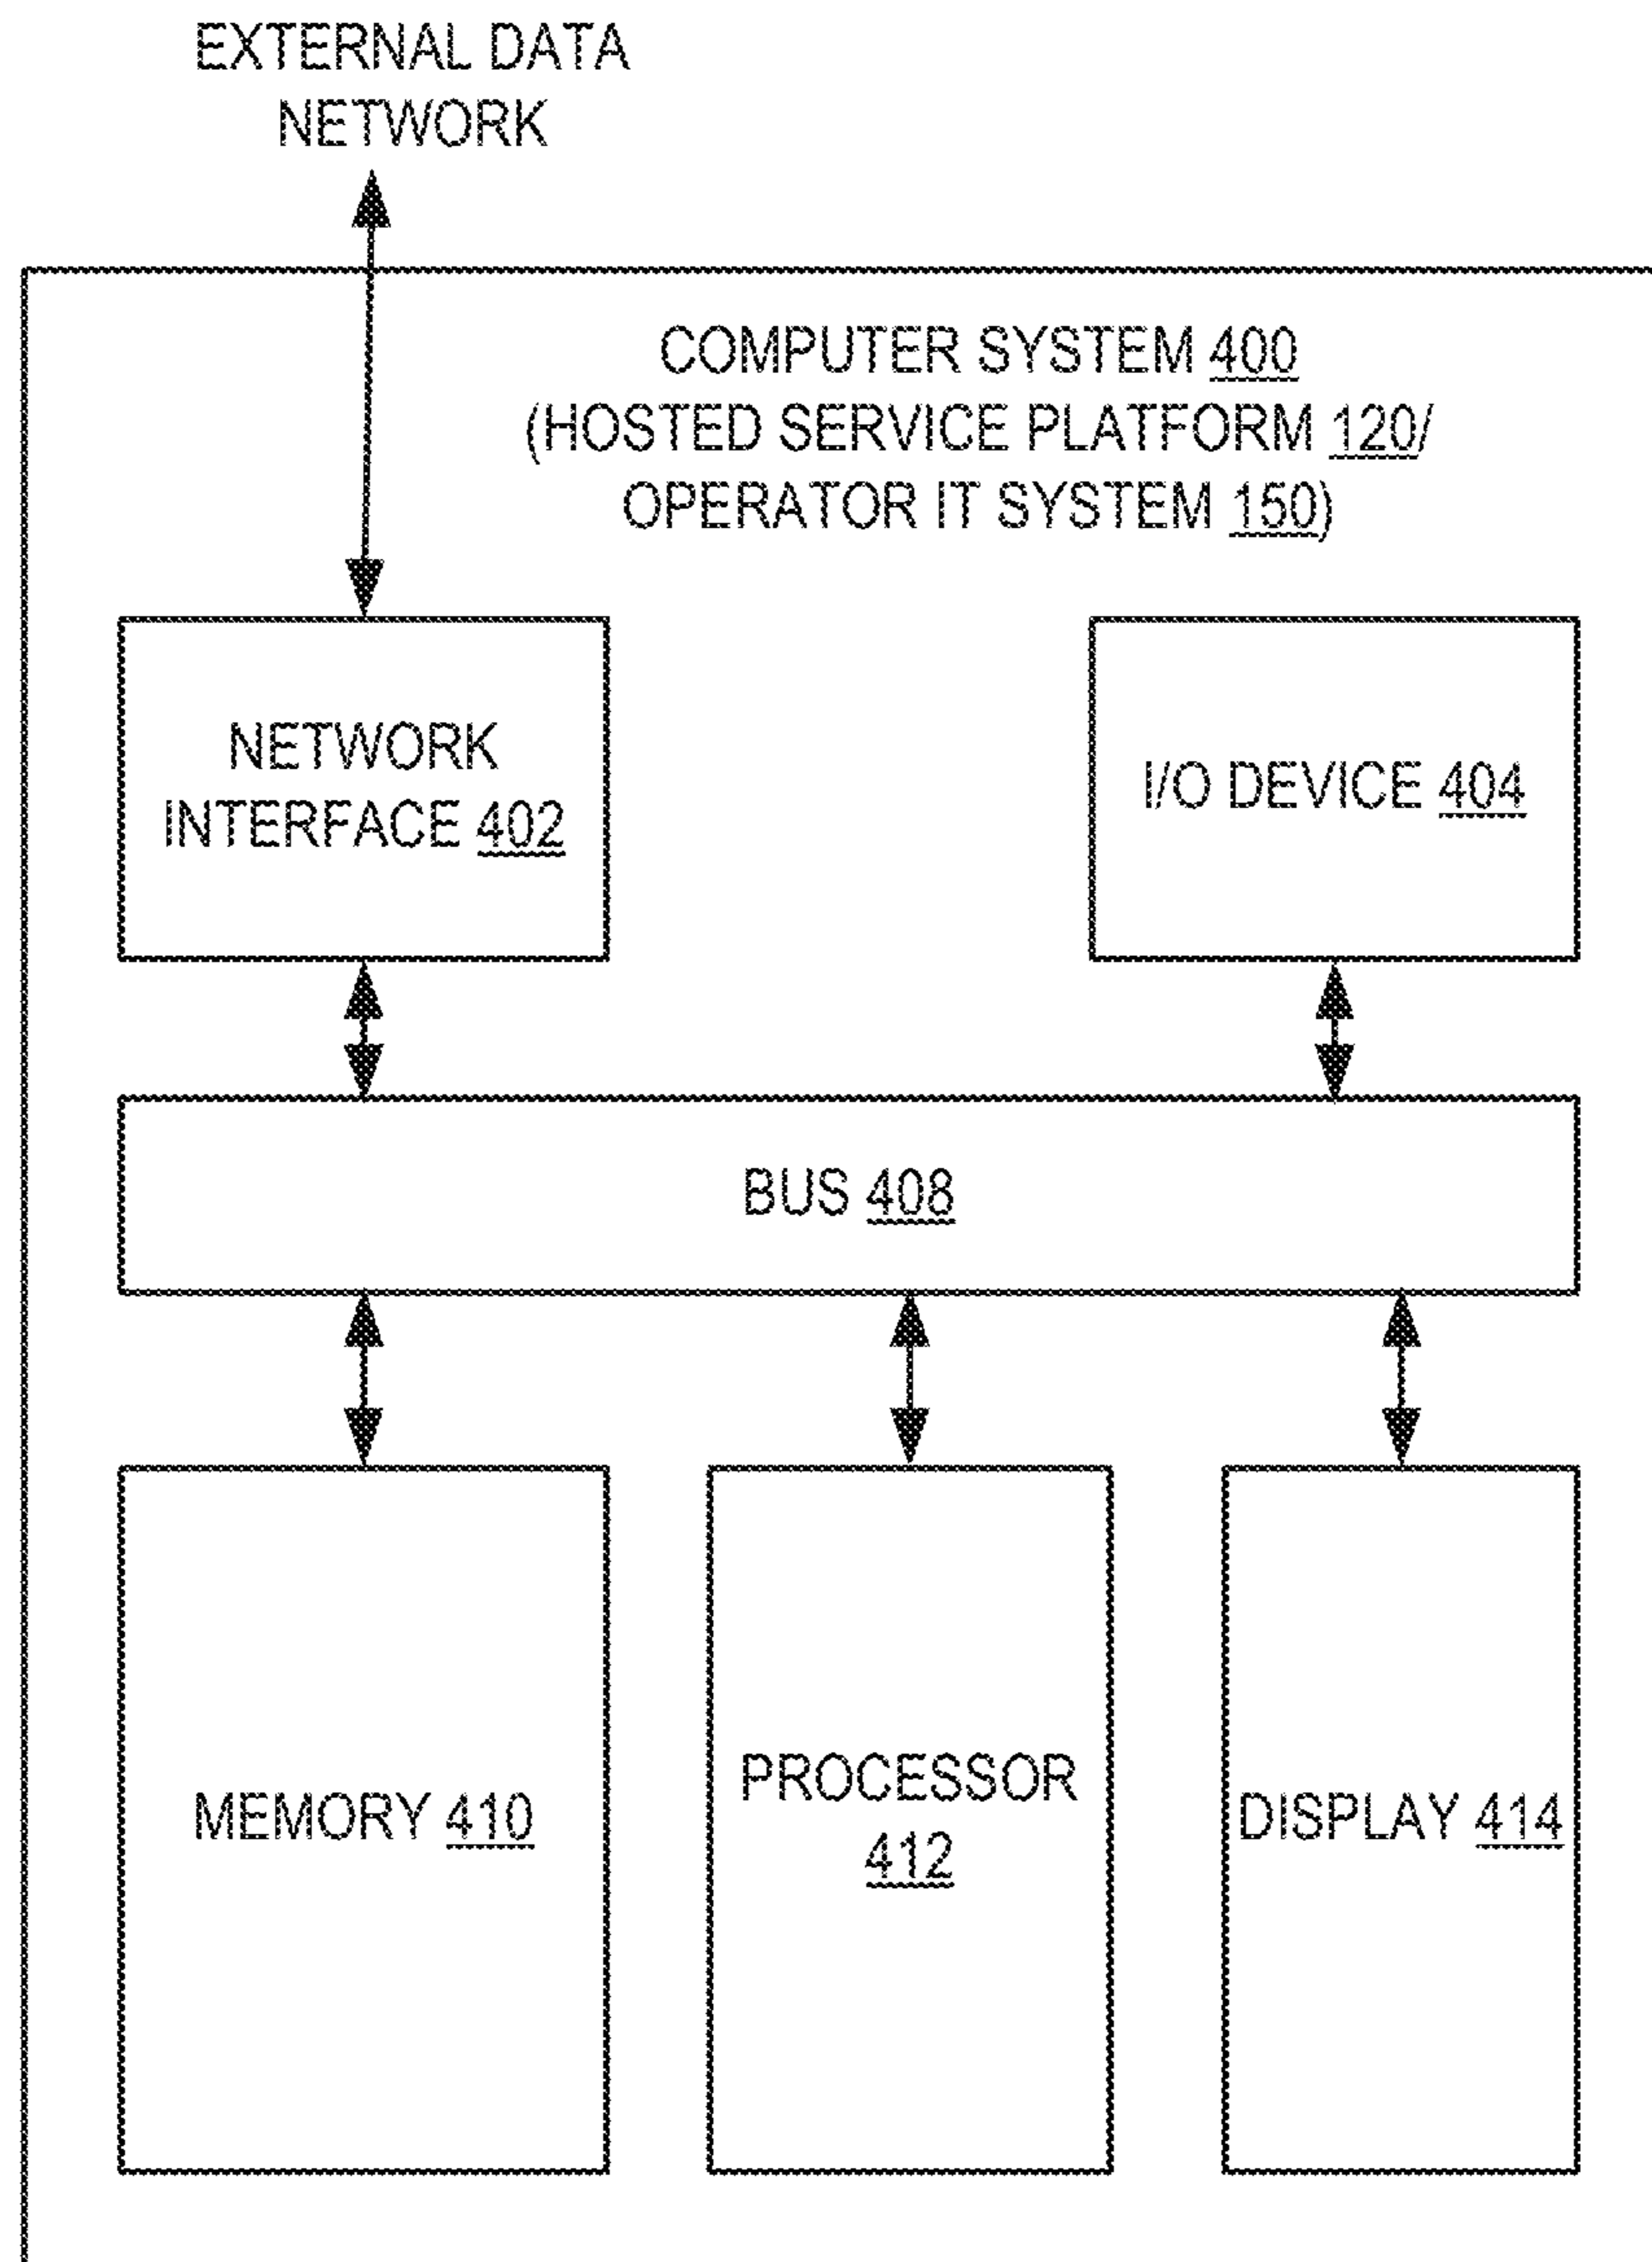 EXTERNAL DATA
NETWORK
COMPUTER SYSTEM 400
(HOSTED SERVICE PLATFORM 120/
OPERATOR IT SYSTEM 150)
NETWORK
INTERFACE 402
I/O DEVICE 404
BUS 408
MEMORY 410
PROCESSOR
412
DISPLAY 414